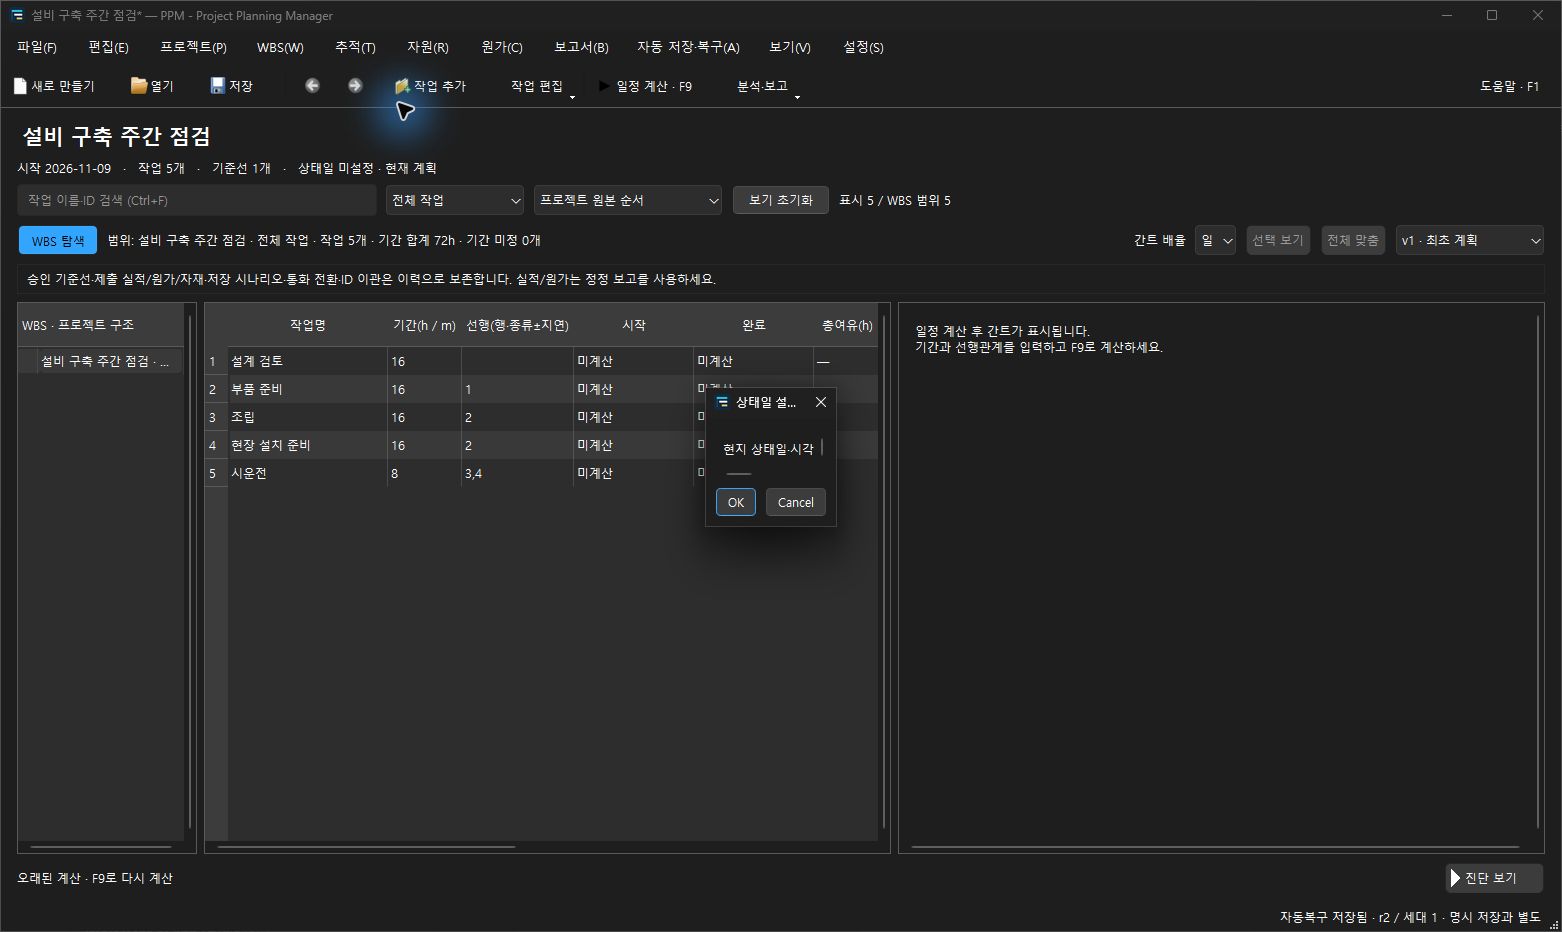 설비 구축 주간 점검* — PPM - Project Planning Manager
파일(F) 편집(E) 프로젝트(P) WBS(W) 추적(T) 자원(R) 원가(C) 보고서(B) 자동 저장·복구(A) 보기(V) 설정(S)
새로 만들기 열기 저장 작업 추가 작업 편집 일정 계산 · F9 분석·보고 도움말 · F1
설비 구축 주간 점검
시작 2026-11-09 · 작업 5개 · 기준선 1개 · 상태일 미설정 · 현재 계획
작업 이름·ID 검색 (Ctrl+F) 전체 작업 프로젝트 원본 순서 보기 초기화 표시 5 / WBS 범위 5
WBS 탐색 범위: 설비 구축 주간 점검 · 전체 작업 · 작업 5개 · 기간 합계 72h · 기간 미정 0개 간트 배율 일 선택 보기 전체 맞춤 v1 · 최초 계획
승인 기준선·제출 실적/원가/자재·저장 시나리오·통화 전환·ID 이관은 이력으로 보존합니다. 실적/원가는 정정 보고를 사용하세요.
WBS · 프로젝트 구조
설비 구축 주간 점검 · ...
작업명 기간(h / m) 선행(행·종류±지연) 시작 완료 총여유(h)
1 설계 검토 16 미계산 미계산 —
2 부품 준비 16 1 미계산
3 조립 16 2 미계산
4 현장 설치 준비 16 2 미계산
5 시운전 8 3,4 미계산
상태일 설...
현지 상태일·시각
OK Cancel
일정 계산 후 간트가 표시됩니다.
기간과 선행관계를 입력하고 F9로 계산하세요.
오래된 계산 · F9로 다시 계산
진단 보기
자동복구 저장됨 · r2 / 세대 1 · 명시 저장과 별도